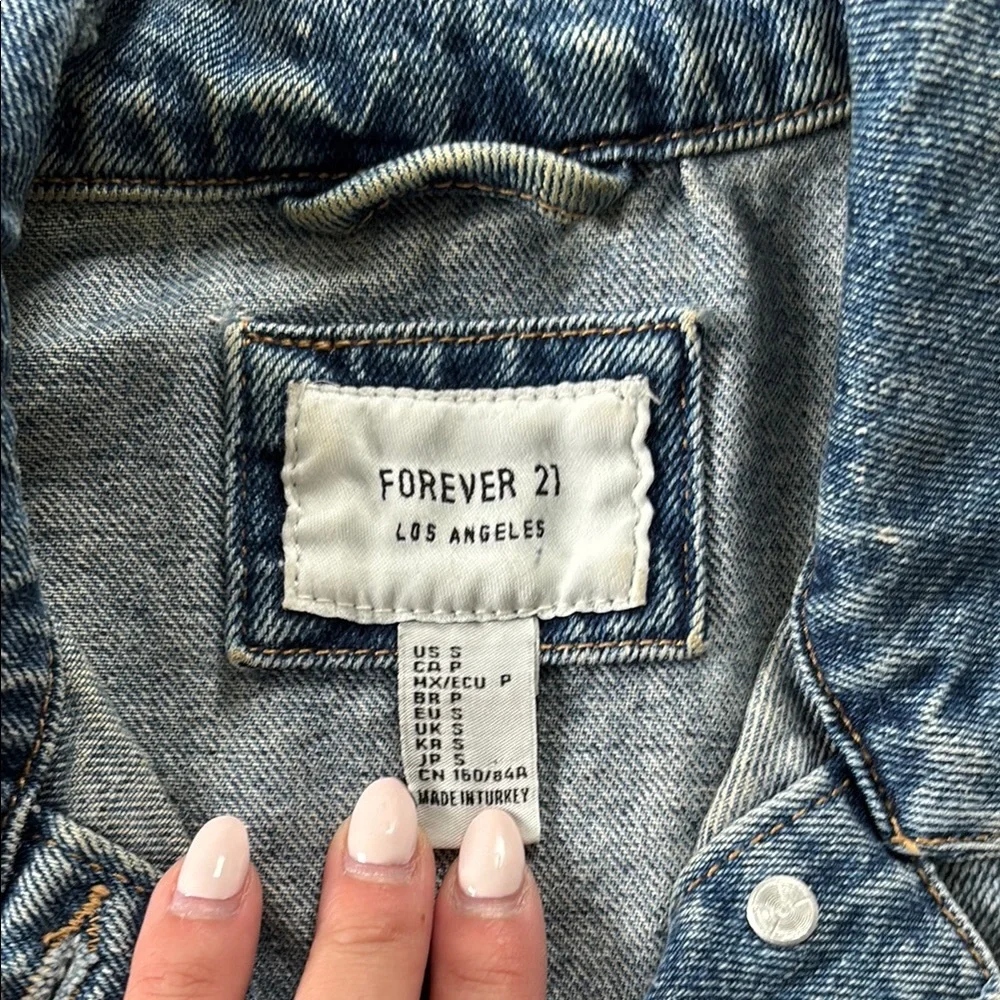 FOREVER 21
LOS ANGELES
US S
CA P
MX/ECU P
BR P
EU S
UK S
KR S
JP S
CN 160/84A
MADE IN TURKEY